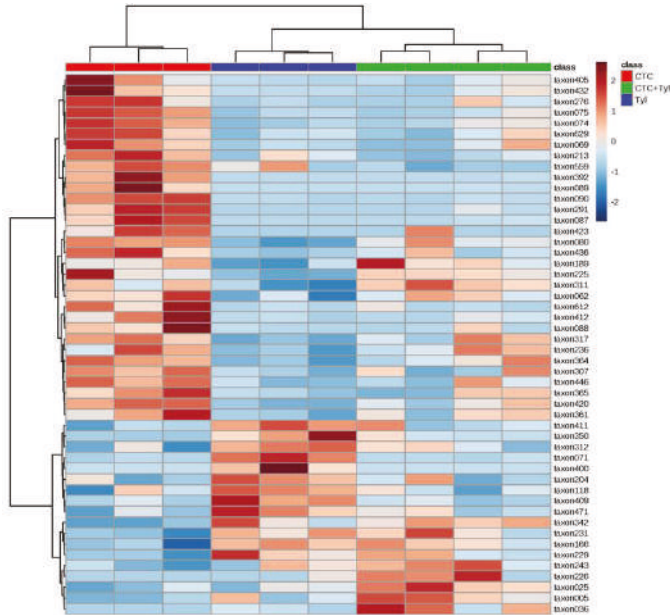 class
class
CTC
CTC+Tyl
Tyl
2
1
0
-1
-2
taxon405
taxon432
taxon276
taxon075
taxon074
taxon629
taxon069
taxon213
taxon559
taxon392
taxon089
taxon090
taxon291
taxon087
taxon423
taxon080
taxon436
taxon189
taxon225
taxon311
taxon062
taxon612
taxon412
taxon088
taxon317
taxon236
taxon364
taxon307
taxon446
taxon365
taxon420
taxon361
taxon411
taxon350
taxon312
taxon071
taxon400
taxon204
taxon118
taxon409
taxon471
taxon342
taxon231
taxon166
taxon229
taxon243
taxon226
taxon025
taxon005
taxon036